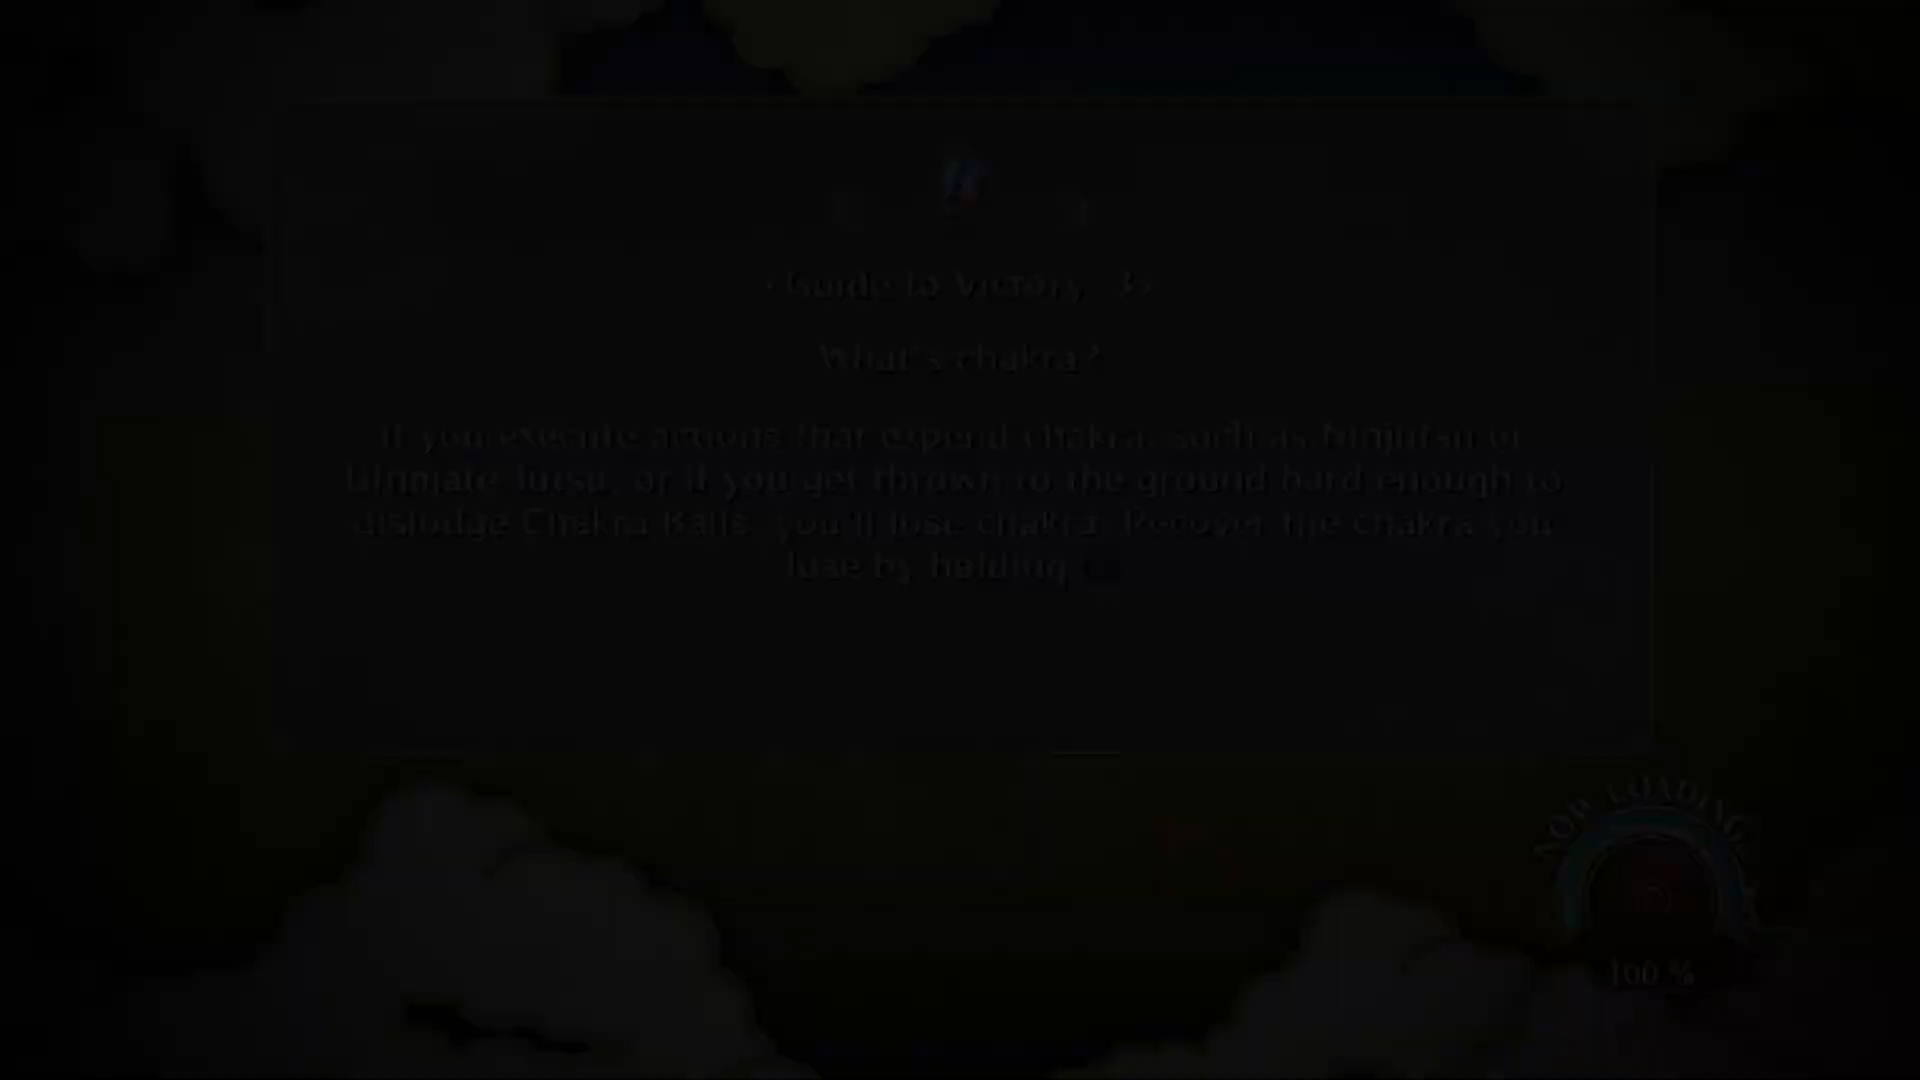 <Guide to Victory 3>
What's chakra?
If you execute actions that expend chakra, such as Ninjutsu or
Ultimate Jutsu, or if you get thrown to the ground hard enough to
dislodge Chakra Balls, you'll lose chakra. Recover the chakra you
lose by holding
NOW LOADING
100 %